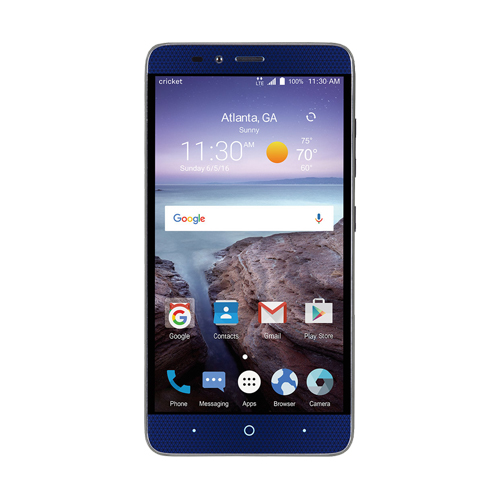 cricket LTE 100% 11:30 AM
Atlanta, GA
Sunny
11:30 AM 75° 70° 60°
Sunday 6/5/16
Google
Google Contacts Gmail Play Store
Phone Messaging Apps Browser Camera